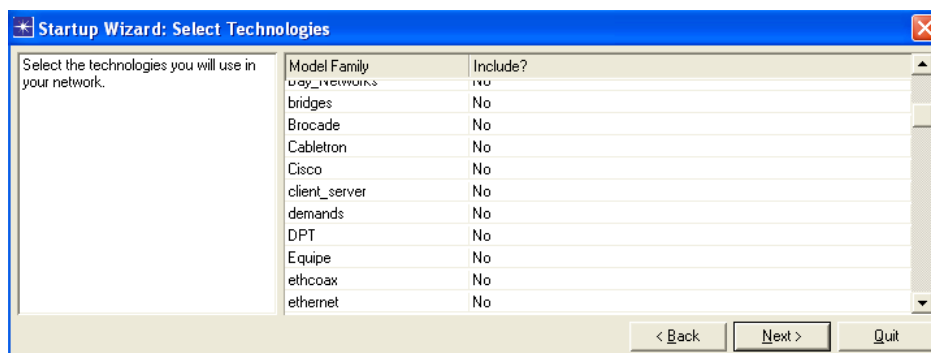 Startup Wizard: Select Technologies
Select the technologies you will use in
your network.
Model Family Include?
Bay_Networks No
bridges No
Brocade No
Cabletron No
Cisco No
client_server No
demands No
DPT No
Equipe No
ethcoax No
ethernet No
< Back Next > Quit